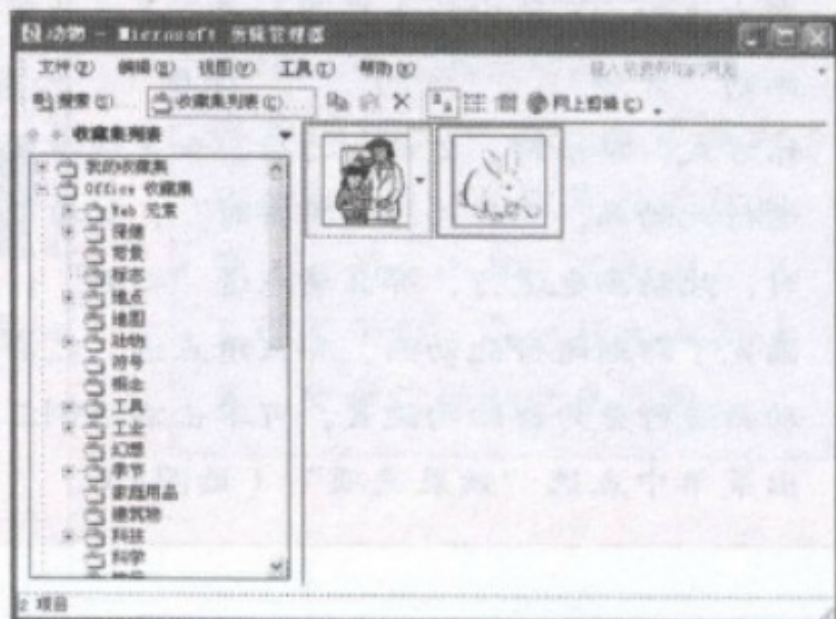 动物 - Microsoft 剪辑管理器
文件(F) 编辑(E) 视图(V) 工具(T) 帮助(H)
搜索(S)... 收藏集列表(C)... 网上剪辑(C)
收藏集列表
我的收藏集
Office 收藏集
Web 元素
保健
背景
标志
地点
地图
动物
符号
概念
工具
工业
幻想
季节
家庭用品
建筑物
科技
科学
2 项目